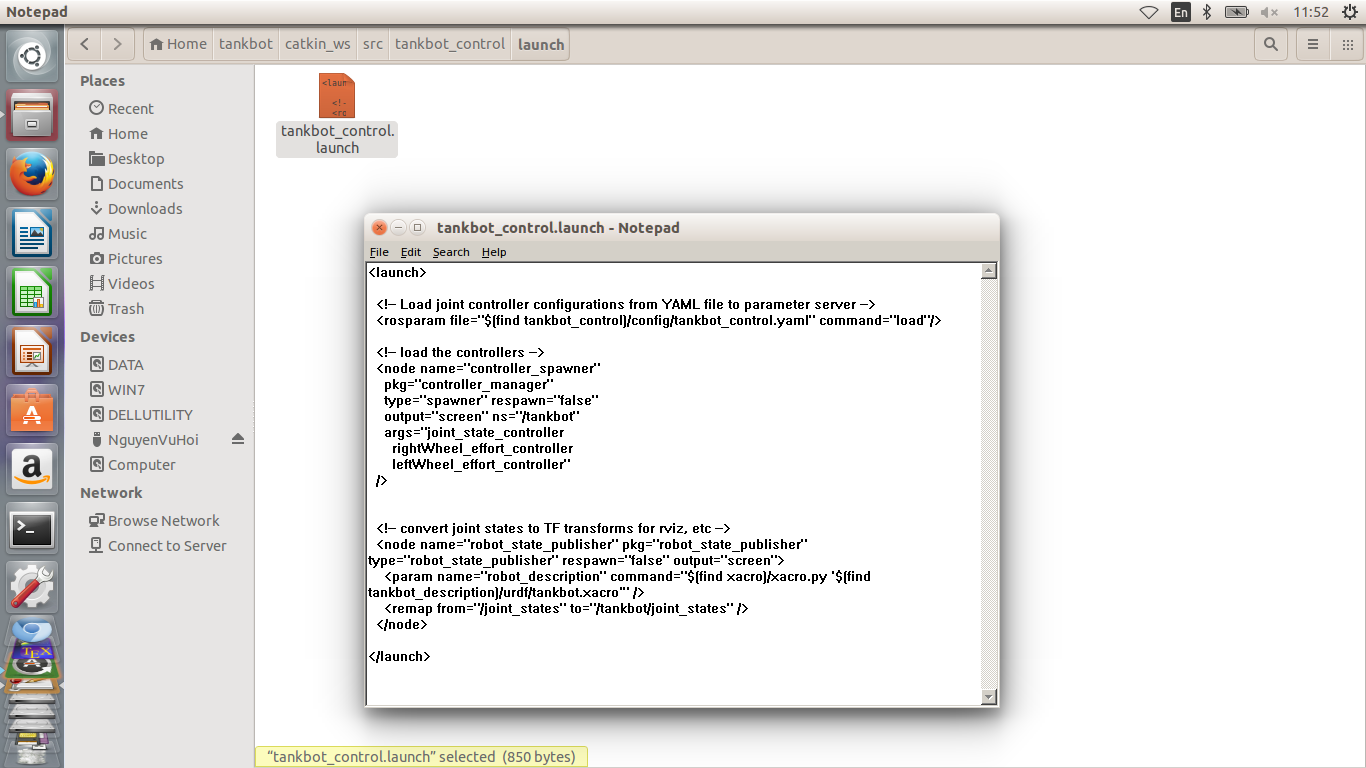 Notepad
En
11:52
Home
tankbot
catkin_ws
src
tankbot_control
launch
Places
Recent
Home
Desktop
Documents
Downloads
Music
Pictures
Videos
Trash
Devices
DATA
WIN7
DELLUTILITY
NguyenVuHoi
Computer
Network
Browse Network
Connect to Server
<laun
<!-
<ro
tankbot_control.
launch
tankbot_control.launch - Notepad
File Edit Search Help
<launch>
<!-- Load joint controller configurations from YAML file to parameter server -->
<rosparam file="$(find tankbot_control)/config/tankbot_control.yaml" command="load"/>
<!-- load the controllers -->
<node name="controller_spawner"
pkg="controller_manager"
type="spawner" respawn="false"
output="screen" ns="/tankbot"
args="joint_state_controller
rightWheel_effort_controller
leftWheel_effort_controller"
/>
<!-- convert joint states to TF transforms for rviz, etc -->
<node name="robot_state_publisher" pkg="robot_state_publisher"
type="robot_state_publisher" respawn="false" output="screen">
<param name="robot_description" command="$(find xacro)/xacro.py '$(find
tankbot_description)/urdf/tankbot.xacro'" />
<remap from="/joint_states" to="/tankbot/joint_states" />
</node>
</launch>
“tankbot_control.launch” selected (850 bytes)